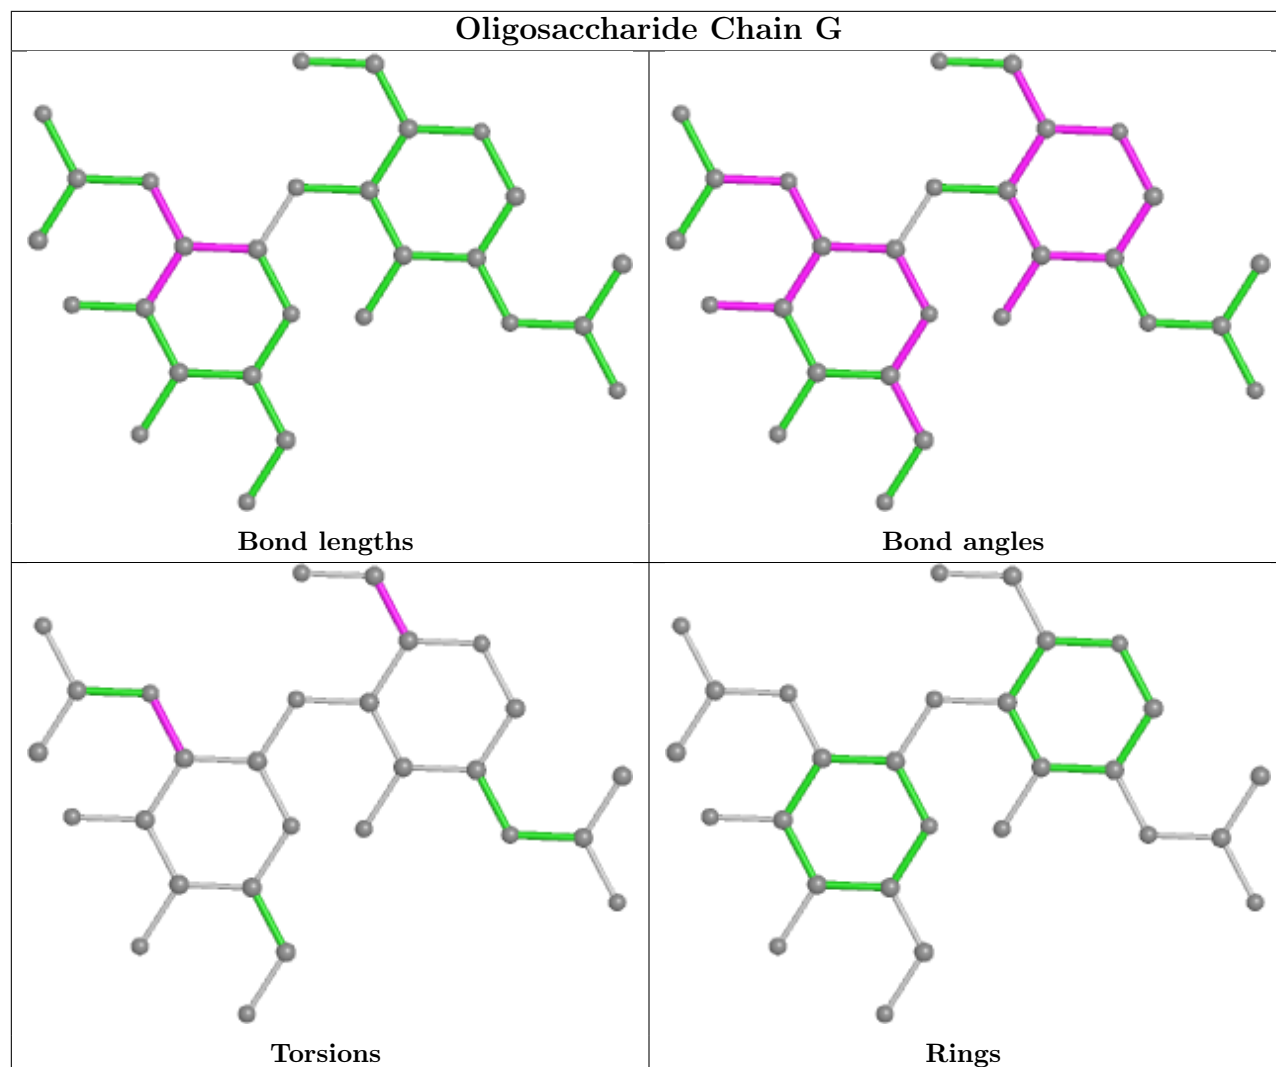 Oligosaccharide Chain G
Bond lengths
Bond angles
Torsions
Rings